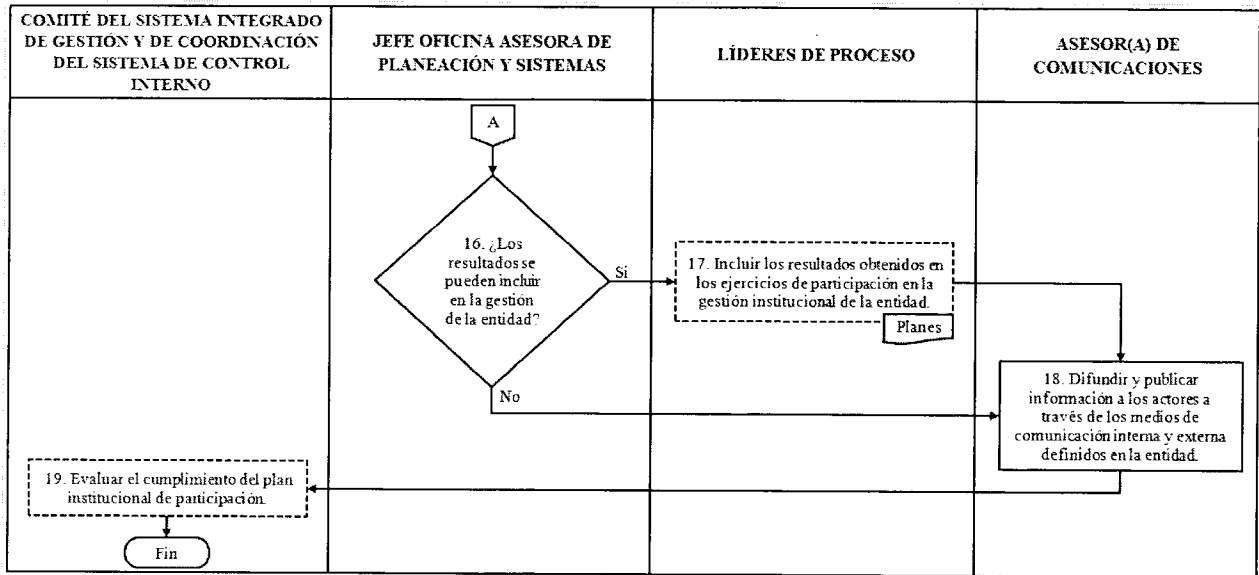 COMITÉ DEL SISTEMA INTEGRADO
DE GESTIÓN Y DE COORDINACIÓN
DEL SISTEMA DE CONTROL
INTERNO
JEFE OFICINA ASESORA DE
PLANEACIÓN Y SISTEMAS
LÍDERES DE PROCESO
ASESOR(A) DE
COMUNICACIONES
A
16. ¿Los
resultados se
pueden incluir
en la gestión
de la entidad?
Si
No
17. Incluir los resultados obtenidos en
los ejercicios de participación en la
gestión institucional de la entidad.
Planes
18. Difundir y publicar
información a los actores a
través de los medios de
comunicación interna y externa
definidos en la entidad.
19. Evaluar el cumplimiento del plan
institucional de participación.
Fin